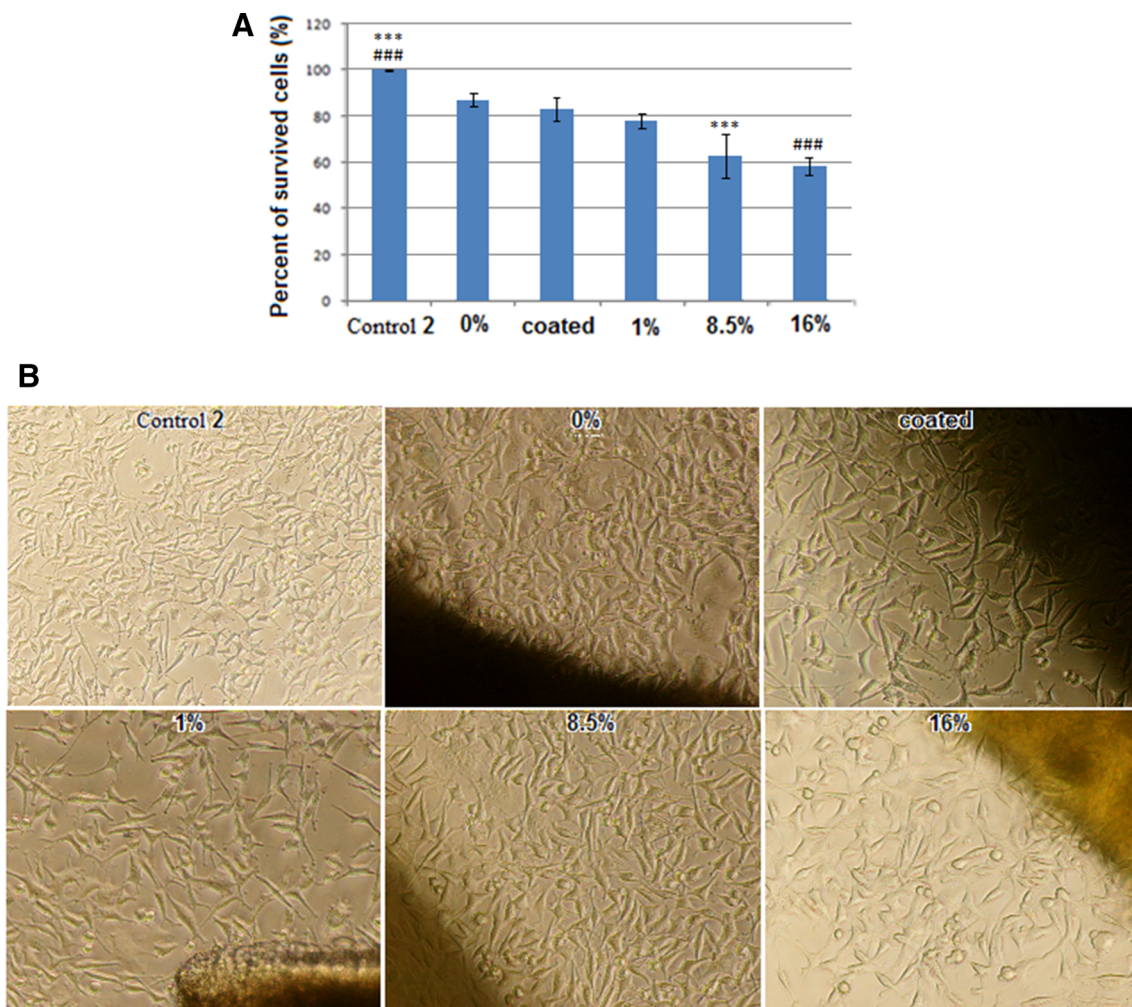 A
Percent of survived cells (%)
120
100
80
60
40
20
0
***
###
***
###
Control 2 0% coated 1% 8.5% 16%
B
Control 2 0% coated
1% 8.5% 16%